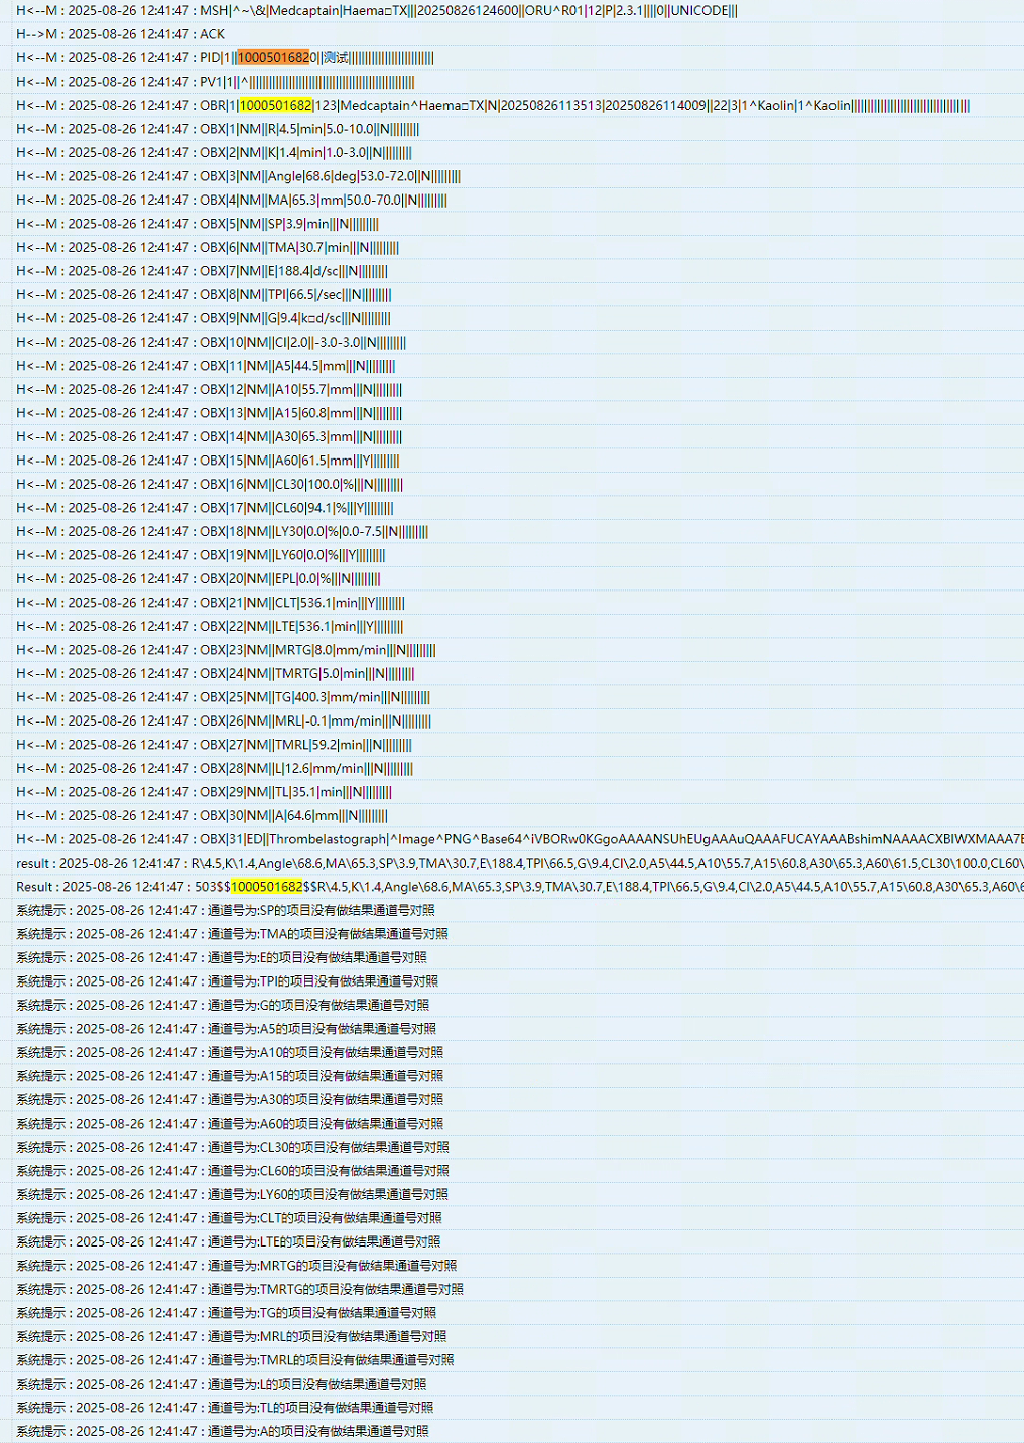 H<--M : 2025-08-26 12:41:47 : MSH|^~\&|Medcaptain|Haema□TX|||20250826124600||ORU^R01|12|P|2.3.1||||0||UNICODE|||
H-->M : 2025-08-26 12:41:47 : ACK
H<--M : 2025-08-26 12:41:47 : PID|1||10005016820||测试||||||||||||||||||||||||||
H<--M : 2025-08-26 12:41:47 : PV1|1||^||||||||||||||||||||||||||||||||||||||||
H<--M : 2025-08-26 12:41:47 : OBR|1|1000501682|123|Medcaptain^Haema□TX|N|20250826113513|20250826114009||22|3|1^Kaolin|1^Kaolin|||||||||||||||||||||||||||||
H<--M : 2025-08-26 12:41:47 : OBX|1|NM||R|4.5|min|5.0-10.0||N|||||||||
H<--M : 2025-08-26 12:41:47 : OBX|2|NM||K|1.4|min|1.0-3.0||N|||||||||
H<--M : 2025-08-26 12:41:47 : OBX|3|NM||Angle|68.6|deg|53.0-72.0||N|||||||||
H<--M : 2025-08-26 12:41:47 : OBX|4|NM||MA|65.3|mm|50.0-70.0||N|||||||||
H<--M : 2025-08-26 12:41:47 : OBX|5|NM||SP|3.9|min|||N|||||||||
H<--M : 2025-08-26 12:41:47 : OBX|6|NM||TMA|30.7|min|||N|||||||||
H<--M : 2025-08-26 12:41:47 : OBX|7|NM||E|188.4|d/sc|||N|||||||||
H<--M : 2025-08-26 12:41:47 : OBX|8|NM||TPI|66.5|/sec|||N|||||||||
H<--M : 2025-08-26 12:41:47 : OBX|9|NM||G|9.4|k□d/sc|||N|||||||||
H<--M : 2025-08-26 12:41:47 : OBX|10|NM||CI|2.0||-3.0-3.0||N|||||||||
H<--M : 2025-08-26 12:41:47 : OBX|11|NM||A5|44.5|mm|||N|||||||||
H<--M : 2025-08-26 12:41:47 : OBX|12|NM||A10|55.7|mm|||N|||||||||
H<--M : 2025-08-26 12:41:47 : OBX|13|NM||A15|60.8|mm|||N|||||||||
H<--M : 2025-08-26 12:41:47 : OBX|14|NM||A30|65.3|mm|||N|||||||||
H<--M : 2025-08-26 12:41:47 : OBX|15|NM||A60|61.5|mm|||Y|||||||||
H<--M : 2025-08-26 12:41:47 : OBX|16|NM||CL30|100.0|%|||N|||||||||
H<--M : 2025-08-26 12:41:47 : OBX|17|NM||CL60|94.1|%|||Y|||||||||
H<--M : 2025-08-26 12:41:47 : OBX|18|NM||LY30|0.0|%|0.0-7.5||N|||||||||
H<--M : 2025-08-26 12:41:47 : OBX|19|NM||LY60|0.0|%|||Y|||||||||
H<--M : 2025-08-26 12:41:47 : OBX|20|NM||EPL|0.0|%|||N|||||||||
H<--M : 2025-08-26 12:41:47 : OBX|21|NM||CLT|536.1|min|||Y|||||||||
H<--M : 2025-08-26 12:41:47 : OBX|22|NM||LTE|536.1|min|||Y|||||||||
H<--M : 2025-08-26 12:41:47 : OBX|23|NM||MRTG|8.0|mm/min|||N|||||||||
H<--M : 2025-08-26 12:41:47 : OBX|24|NM||TMRTG|5.0|min|||N|||||||||
H<--M : 2025-08-26 12:41:47 : OBX|25|NM||TG|400.3|mm/min|||N|||||||||
H<--M : 2025-08-26 12:41:47 : OBX|26|NM||MRL|-0.1|mm/min|||N|||||||||
H<--M : 2025-08-26 12:41:47 : OBX|27|NM||TMRL|59.2|min|||N|||||||||
H<--M : 2025-08-26 12:41:47 : OBX|28|NM||L|12.6|mm/min|||N|||||||||
H<--M : 2025-08-26 12:41:47 : OBX|29|NM||TL|35.1|min|||N|||||||||
H<--M : 2025-08-26 12:41:47 : OBX|30|NM||A|64.6|mm|||N|||||||||
H<--M : 2025-08-26 12:41:47 : OBX|31|ED||Thrombelastograph|^Image^PNG^Base64^iVBORw0KGgoAAAANSUhEUgAAAuQAAAFUCAYAAABshimNAAAACXBIWXMAAA7E
result : 2025-08-26 12:41:47 : R\4.5,K\1.4,Angle\68.6,MA\65.3,SP\3.9,TMA\30.7,E\188.4,TPI\66.5,G\9.4,CI\2.0,A5\44.5,A10\55.7,A15\60.8,A30\65.3,A60\61.5,CL30\100.0,CL60\
Result : 2025-08-26 12:41:47 : 503$$1000501682$$R\4.5,K\1.4,Angle\68.6,MA\65.3,SP\3.9,TMA\30.7,E\188.4,TPI\66.5,G\9.4,CI\2.0,A5\44.5,A10\55.7,A15\60.8,A30\65.3,A60\6
系统提示 : 2025-08-26 12:41:47 : 通道号为:SP的项目没有做结果通道号对照
系统提示 : 2025-08-26 12:41:47 : 通道号为:TMA的项目没有做结果通道号对照
系统提示 : 2025-08-26 12:41:47 : 通道号为:E的项目没有做结果通道号对照
系统提示 : 2025-08-26 12:41:47 : 通道号为:TPI的项目没有做结果通道号对照
系统提示 : 2025-08-26 12:41:47 : 通道号为:G的项目没有做结果通道号对照
系统提示 : 2025-08-26 12:41:47 : 通道号为:A5的项目没有做结果通道号对照
系统提示 : 2025-08-26 12:41:47 : 通道号为:A10的项目没有做结果通道号对照
系统提示 : 2025-08-26 12:41:47 : 通道号为:A15的项目没有做结果通道号对照
系统提示 : 2025-08-26 12:41:47 : 通道号为:A30的项目没有做结果通道号对照
系统提示 : 2025-08-26 12:41:47 : 通道号为:A60的项目没有做结果通道号对照
系统提示 : 2025-08-26 12:41:47 : 通道号为:CL30的项目没有做结果通道号对照
系统提示 : 2025-08-26 12:41:47 : 通道号为:CL60的项目没有做结果通道号对照
系统提示 : 2025-08-26 12:41:47 : 通道号为:LY60的项目没有做结果通道号对照
系统提示 : 2025-08-26 12:41:47 : 通道号为:CLT的项目没有做结果通道号对照
系统提示 : 2025-08-26 12:41:47 : 通道号为:LTE的项目没有做结果通道号对照
系统提示 : 2025-08-26 12:41:47 : 通道号为:MRTG的项目没有做结果通道号对照
系统提示 : 2025-08-26 12:41:47 : 通道号为:TMRTG的项目没有做结果通道号对照
系统提示 : 2025-08-26 12:41:47 : 通道号为:TG的项目没有做结果通道号对照
系统提示 : 2025-08-26 12:41:47 : 通道号为:MRL的项目没有做结果通道号对照
系统提示 : 2025-08-26 12:41:47 : 通道号为:TMRL的项目没有做结果通道号对照
系统提示 : 2025-08-26 12:41:47 : 通道号为:L的项目没有做结果通道号对照
系统提示 : 2025-08-26 12:41:47 : 通道号为:TL的项目没有做结果通道号对照
系统提示 : 2025-08-26 12:41:47 : 通道号为:A的项目没有做结果通道号对照